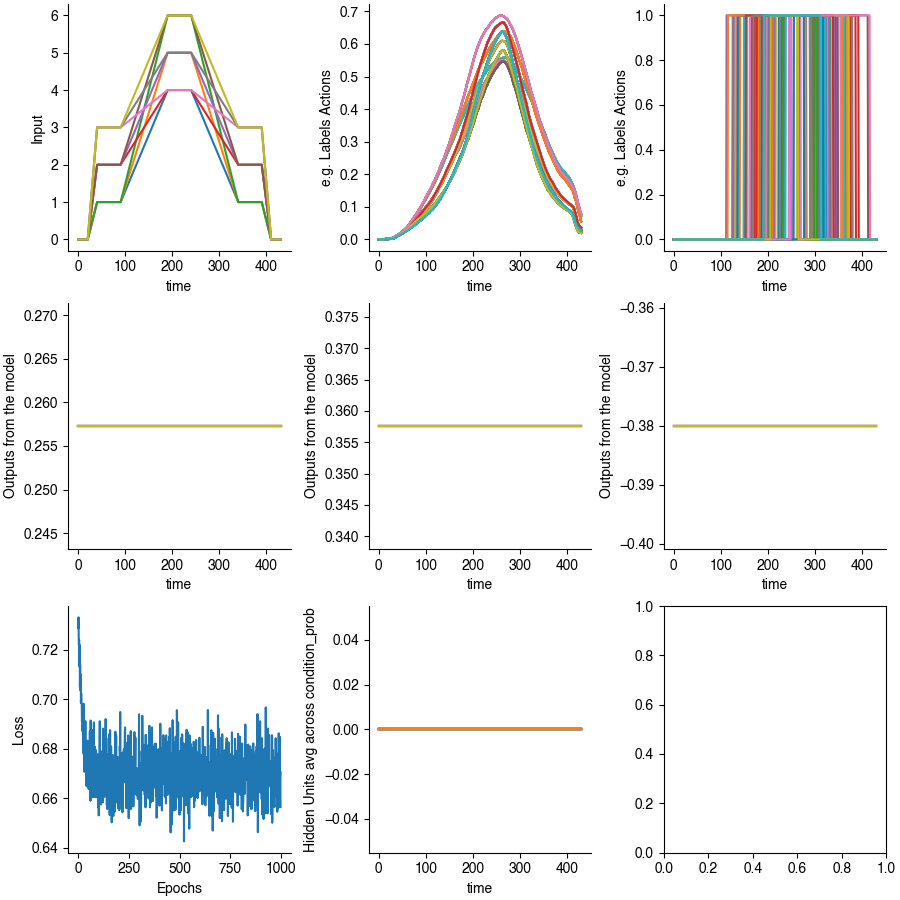 6
5
4
3
2
1
0
Input
0 100 200 300 400
time
0.7
0.6
0.5
0.4
0.3
0.2
0.1
0.0
e.g. Labels Actions
0 100 200 300 400
time
1.0
0.8
0.6
0.4
0.2
0.0
e.g. Labels Actions
0 100 200 300 400
time
0.270
0.265
0.260
0.255
0.250
0.245
Outputs from the model
0 100 200 300 400
time
0.375
0.370
0.365
0.360
0.355
0.350
0.345
0.340
Outputs from the model
0 100 200 300 400
time
−0.36
−0.37
−0.38
−0.39
−0.40
Outputs from the model
0 100 200 300 400
time
0.72
0.70
0.68
0.66
0.64
Loss
0 250 500 750 1000
Epochs
0.04
0.02
0.00
−0.02
−0.04
Hidden Units avg across condition_prob
0 100 200 300 400
time
1.0
0.8
0.6
0.4
0.2
0.0
0.0 0.2 0.4 0.6 0.8 1.0